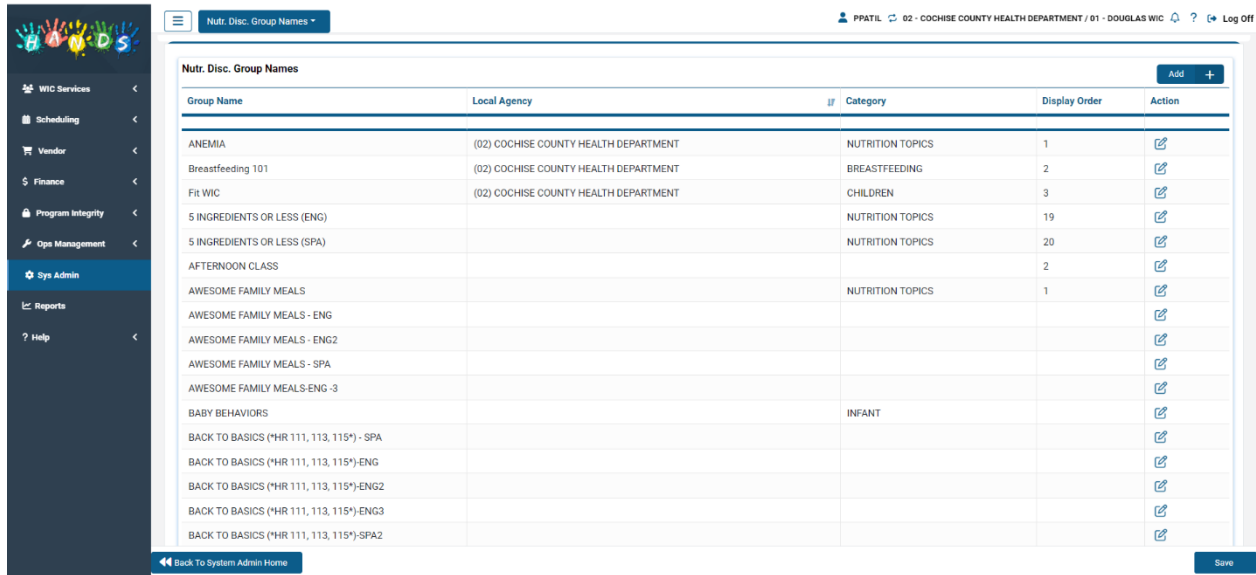 HANDS
Nutr. Disc. Group Names
PPATIL 02 - COCHISE COUNTY HEALTH DEPARTMENT / 01 - DOUGLAS WIC ? Log Off
WIC Services
Scheduling
Vendor
$ Finance
Program Integrity
Ops Management
Sys Admin
Reports
? Help
Nutr. Disc. Group Names
Add +
Group Name Local Agency Category Display Order Action
ANEMIA (02) COCHISE COUNTY HEALTH DEPARTMENT NUTRITION TOPICS 1
Breastfeeding 101 (02) COCHISE COUNTY HEALTH DEPARTMENT BREASTFEEDING 2
Fit WIC (02) COCHISE COUNTY HEALTH DEPARTMENT CHILDREN 3
5 INGREDIENTS OR LESS (ENG) NUTRITION TOPICS 19
5 INGREDIENTS OR LESS (SPA) NUTRITION TOPICS 20
AFTERNOON CLASS 2
AWESOME FAMILY MEALS NUTRITION TOPICS 1
AWESOME FAMILY MEALS - ENG
AWESOME FAMILY MEALS - ENG2
AWESOME FAMILY MEALS - SPA
AWESOME FAMILY MEALS-ENG -3
BABY BEHAVIORS INFANT
BACK TO BASICS (*HR 111, 113, 115*) - SPA
BACK TO BASICS (*HR 111, 113, 115*)-ENG
BACK TO BASICS (*HR 111, 113, 115*)-ENG2
BACK TO BASICS (*HR 111, 113, 115*)-ENG3
BACK TO BASICS (*HR 111, 113, 115*)-SPA2
Back To System Admin Home
Save